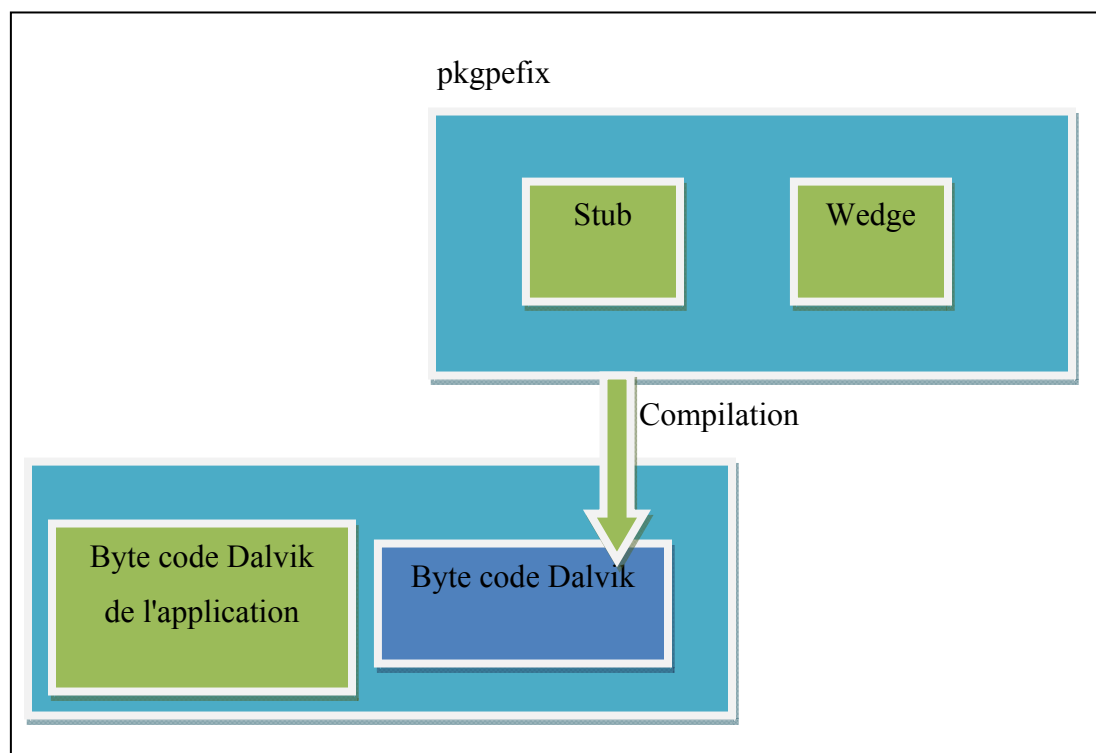 pkgpefix
Stub
Wedge
Compilation
Byte code Dalvik
de l'application
Byte code Dalvik